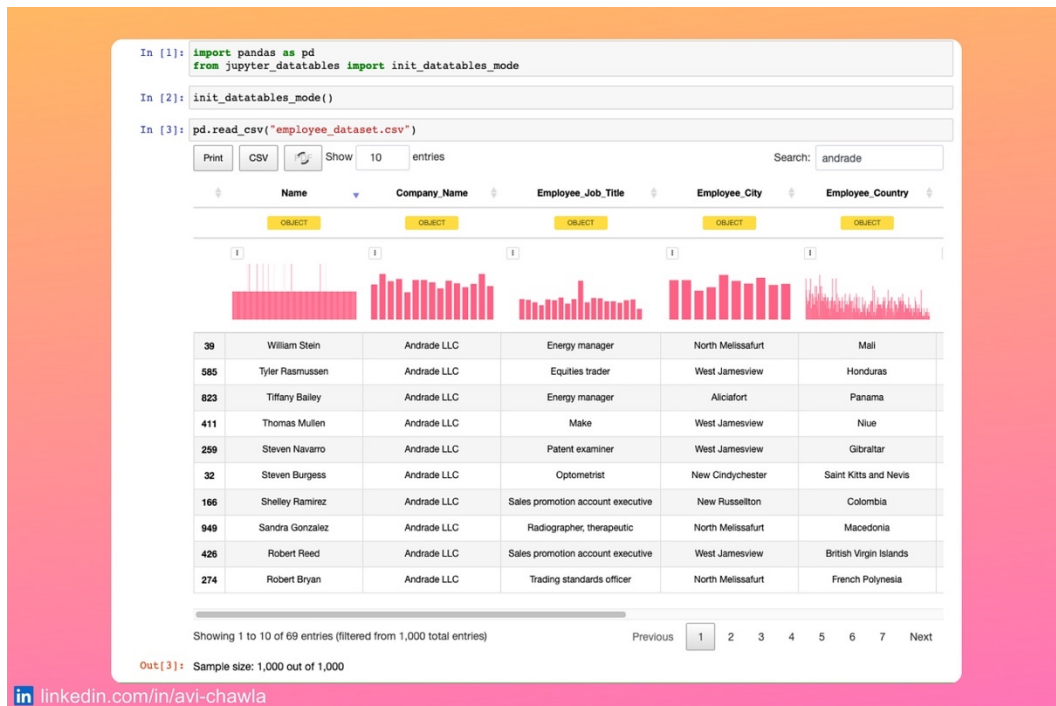 In [1]: import pandas as pd
from jupyter_datatables import init_datatables_mode
In [2]: init_datatables_mode()
In [3]: pd.read_csv("employee_dataset.csv")
Print CSV Show 10 entries Search: andrade
Name Company_Name Employee_Job_Title Employee_City Employee_Country
OBJECT OBJECT OBJECT OBJECT OBJECT
39 William Stein Andrade LLC Energy manager North Melissafurt Mali
585 Tyler Rasmussen Andrade LLC Equities trader West Jamesview Honduras
823 Tiffany Bailey Andrade LLC Energy manager Aliciafort Panama
411 Thomas Mullen Andrade LLC Make West Jamesview Niue
259 Steven Navarro Andrade LLC Patent examiner West Jamesview Gibraltar
32 Steven Burgess Andrade LLC Optometrist New Cindychester Saint Kitts and Nevis
166 Shelley Ramirez Andrade LLC Sales promotion account executive New Russellton Colombia
949 Sandra Gonzalez Andrade LLC Radiographer, therapeutic North Melissafurt Macedonia
426 Robert Reed Andrade LLC Sales promotion account executive West Jamesview British Virgin Islands
274 Robert Bryan Andrade LLC Trading standards officer North Melissafurt French Polynesia
Showing 1 to 10 of 69 entries (filtered from 1,000 total entries) Previous 1 2 3 4 5 6 7 Next
Out[3]: Sample size: 1,000 out of 1,000
in linkedin.com/in/avi-chawla